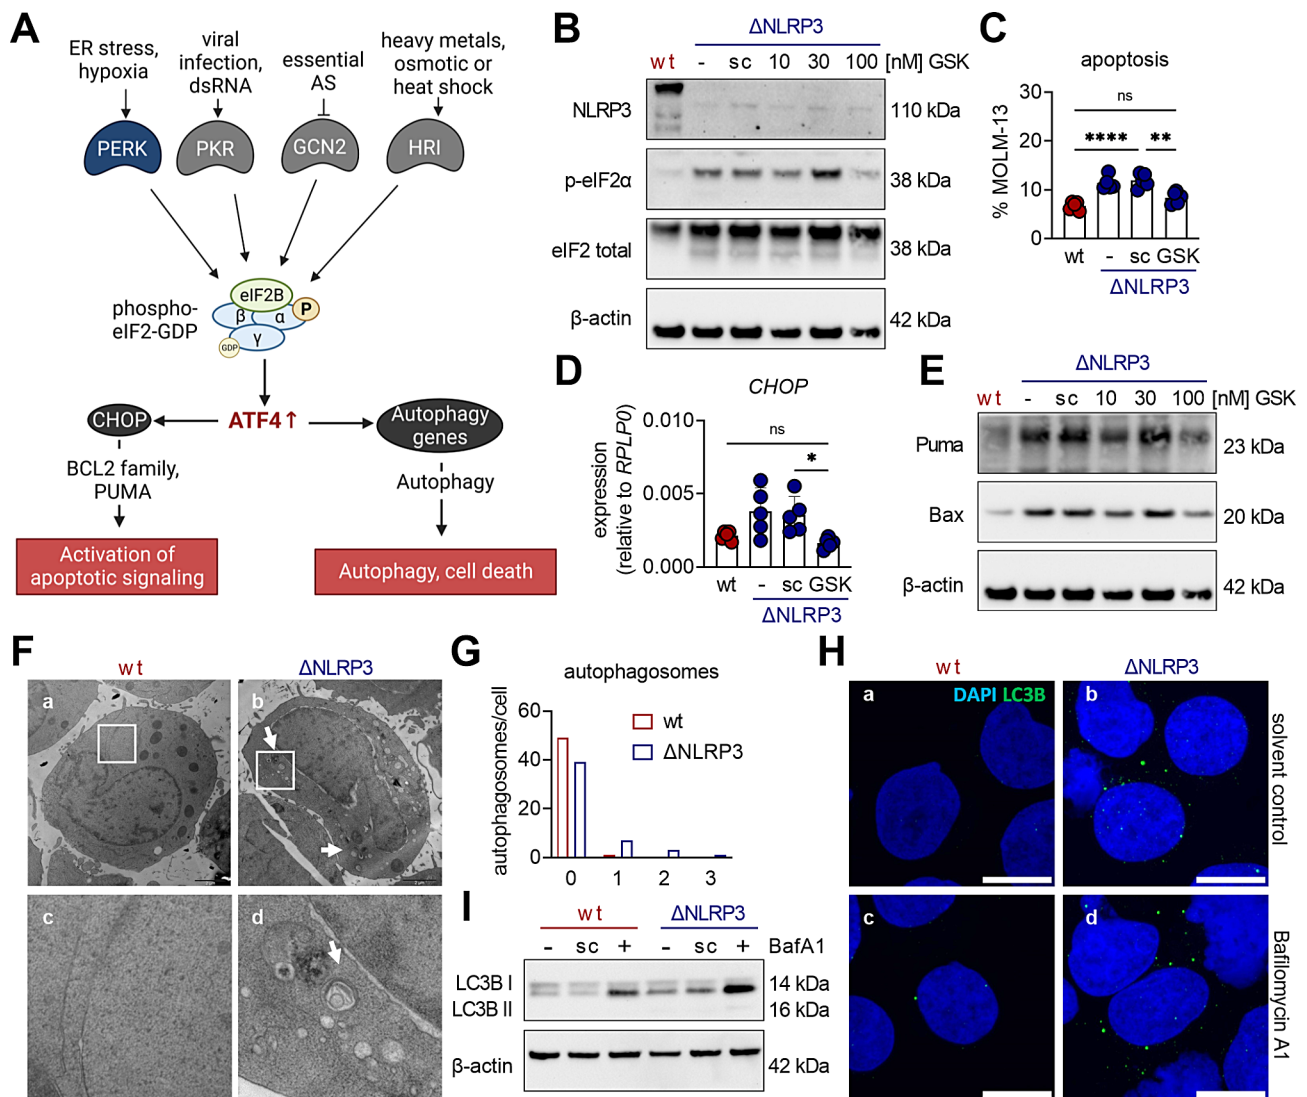 A
ER stress,
hypoxia
viral
infection,
dsRNA
essential
AS
heavy metals,
osmotic or
heat shock
PERK
PKR
GCN2
HRI
eIF2B
β
α
P
γ
GDP
phospho-
eIF2-GDP
CHOP
ATF4↑
Autophagy
genes
BCL2 family,
PUMA
Autophagy
Activation of
apoptotic signaling
Autophagy, cell death
B
ΔNLRP3
wt - sc 10 30 100 [nM] GSK
NLRP3 110 kDa
p-eIF2α 38 kDa
eIF2 total 38 kDa
β-actin 42 kDa
C
apoptosis
% MOLM-13
30
20
10
0
ns
**** **
wt - sc GSK
ΔNLRP3
D
CHOP
expression
(relative to RPLP0)
0.010
0.005
0.000
ns
*
wt - sc GSK
ΔNLRP3
E
ΔNLRP3
wt - sc 10 30 100 [nM] GSK
Puma 23 kDa
Bax 20 kDa
β-actin 42 kDa
F
wt ΔNLRP3
a b
c d
G
autophagosomes
autophagosomes/cell
60
40
20
0
wt
ΔNLRP3
0 1 2 3
H
wt ΔNLRP3
a DAPI LC3B b
solvent control
c d
Bafilomycin A1
I
wt ΔNLRP3
- sc + - sc + BafA1
LC3B I 14 kDa
LC3B II 16 kDa
β-actin 42 kDa